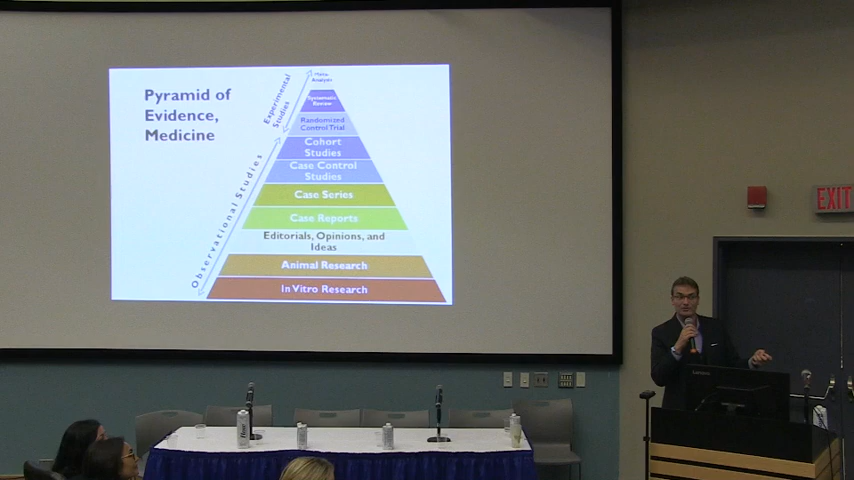 Pyramid of
Evidence,
Medicine
Experimental
Studies
Observational Studies
Meta-
Analysis
Systematic
Review
Randomized
Control Trial
Cohort
Studies
Case Control
Studies
Case Series
Case Reports
Editorials, Opinions, and
Ideas
Animal Research
In Vitro Research
EXIT